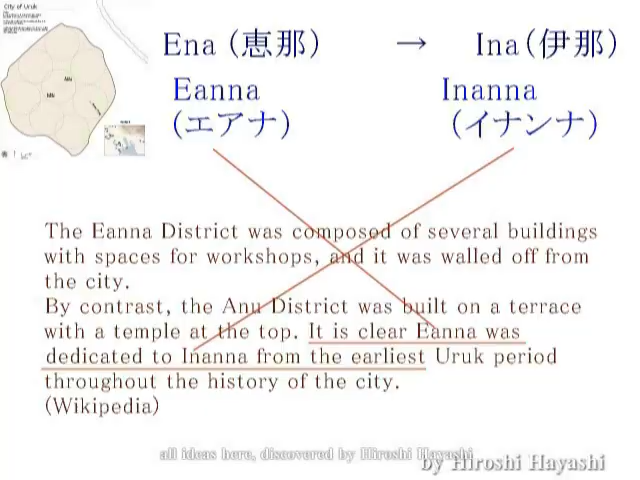 City of Uruk
Ena (恵那) → Ina (伊那)
Eanna Inanna
(エアナ) (イナンナ)
The Eanna District was composed of several buildings
with spaces for workshops, and it was walled off from
the city.
By contrast, the Anu District was built on a terrace
with a temple at the top. It is clear Eanna was
dedicated to Inanna from the earliest Uruk period
throughout the history of the city.
(Wikipedia)
all ideas here, discovered by Hiroshi Hayashi
by Hiroshi Hayashi